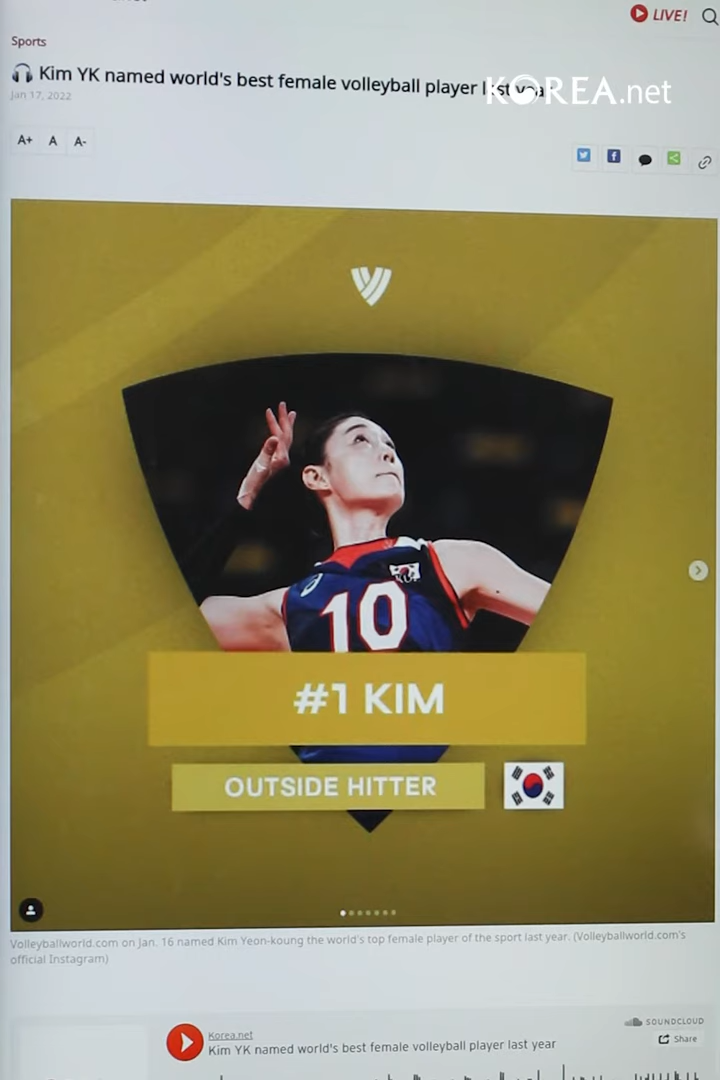 LIVE!
Sports
Kim YK named world's best female volleyball player last year
KOREA.net
Jan 17, 2022
A+ A A-
10
#1 KIM
OUTSIDE HITTER
Volleyballworld.com on Jan. 16 named Kim Yeon-koung the world's top female player of the sport last year. (Volleyballworld.com's
official Instagram)
SOUNDCLOUD
Korea.net
Share
Kim YK named world's best female volleyball player last year